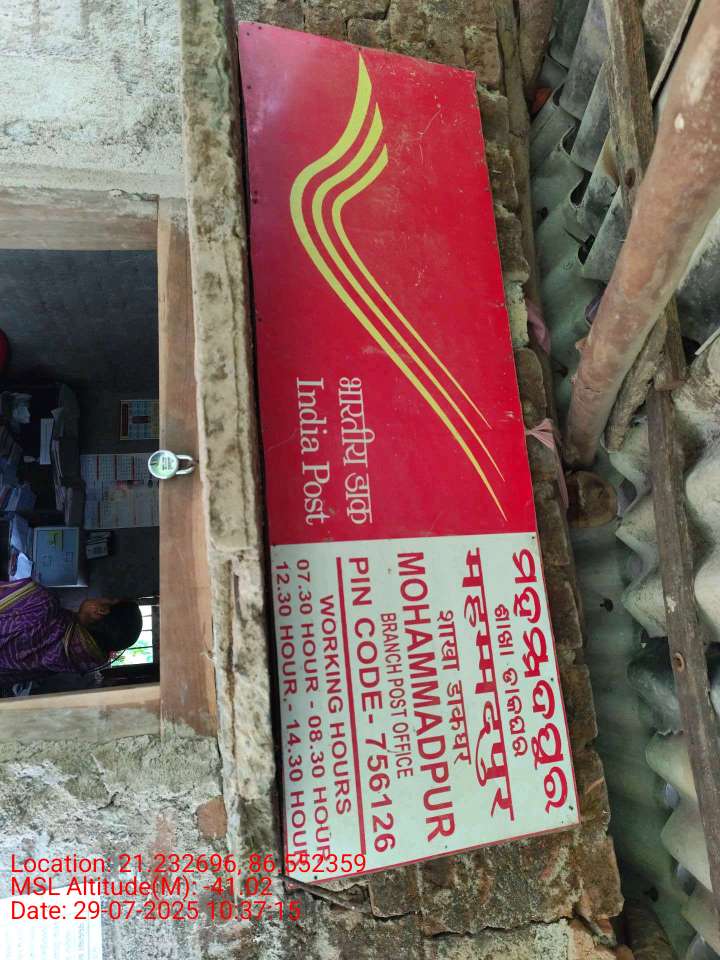 भारतीय डाक
India Post
ମହମ୍ମଦପୁର
ଶାଖା ଡାକଘର
महम्मदपुर
शाखा डाकघर
MOHAMMADPUR
BRANCH POST OFFICE
PIN CODE- 756126
WORKING HOURS
07.30 HOUR - 08.30 HOUR
12.30 HOUR.- 14.30 HOUR
Location: 21.232696, 86.552359
MSL Altitude(M): -41.02
Date: 29-07-2025 10:37:15